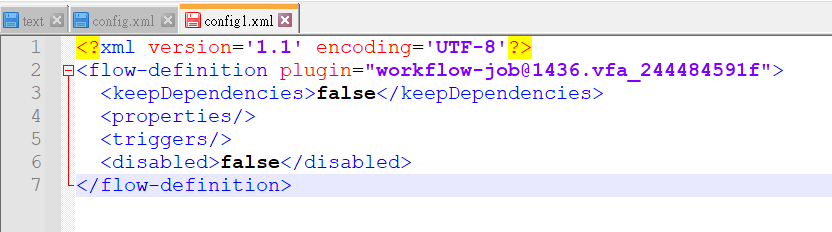 text config.xml config1.xml
1 <?xml version='1.1' encoding='UTF-8'?>
2 <flow-definition plugin="workflow-job@1436.vfa_244484591f">
3 <keepDependencies>false</keepDependencies>
4 <properties/>
5 <triggers/>
6 <disabled>false</disabled>
7 </flow-definition>